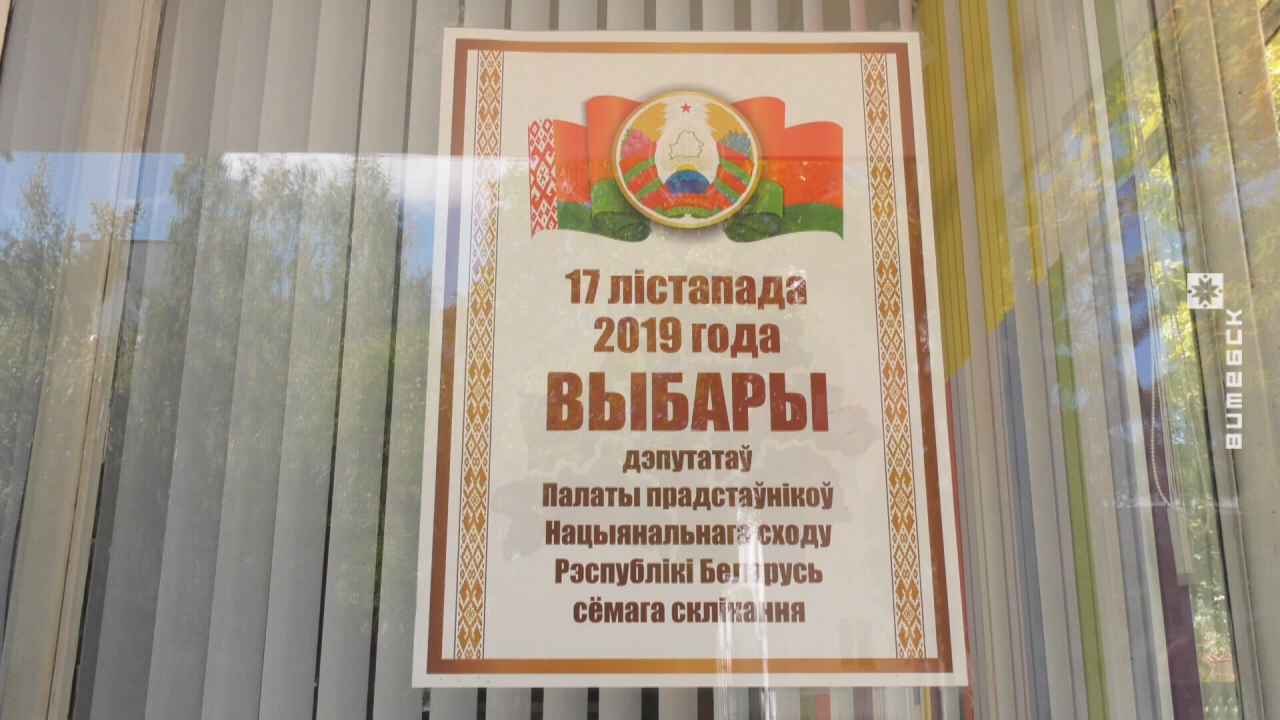 17 лістапада
2019 года
ВЫБАРЫ
дэпутатаў
Палаты прадстаўнікоў
Нацыянальнага сходу
Рэспублікі Беларусь
сёмага склікання
ВИТЕБСК